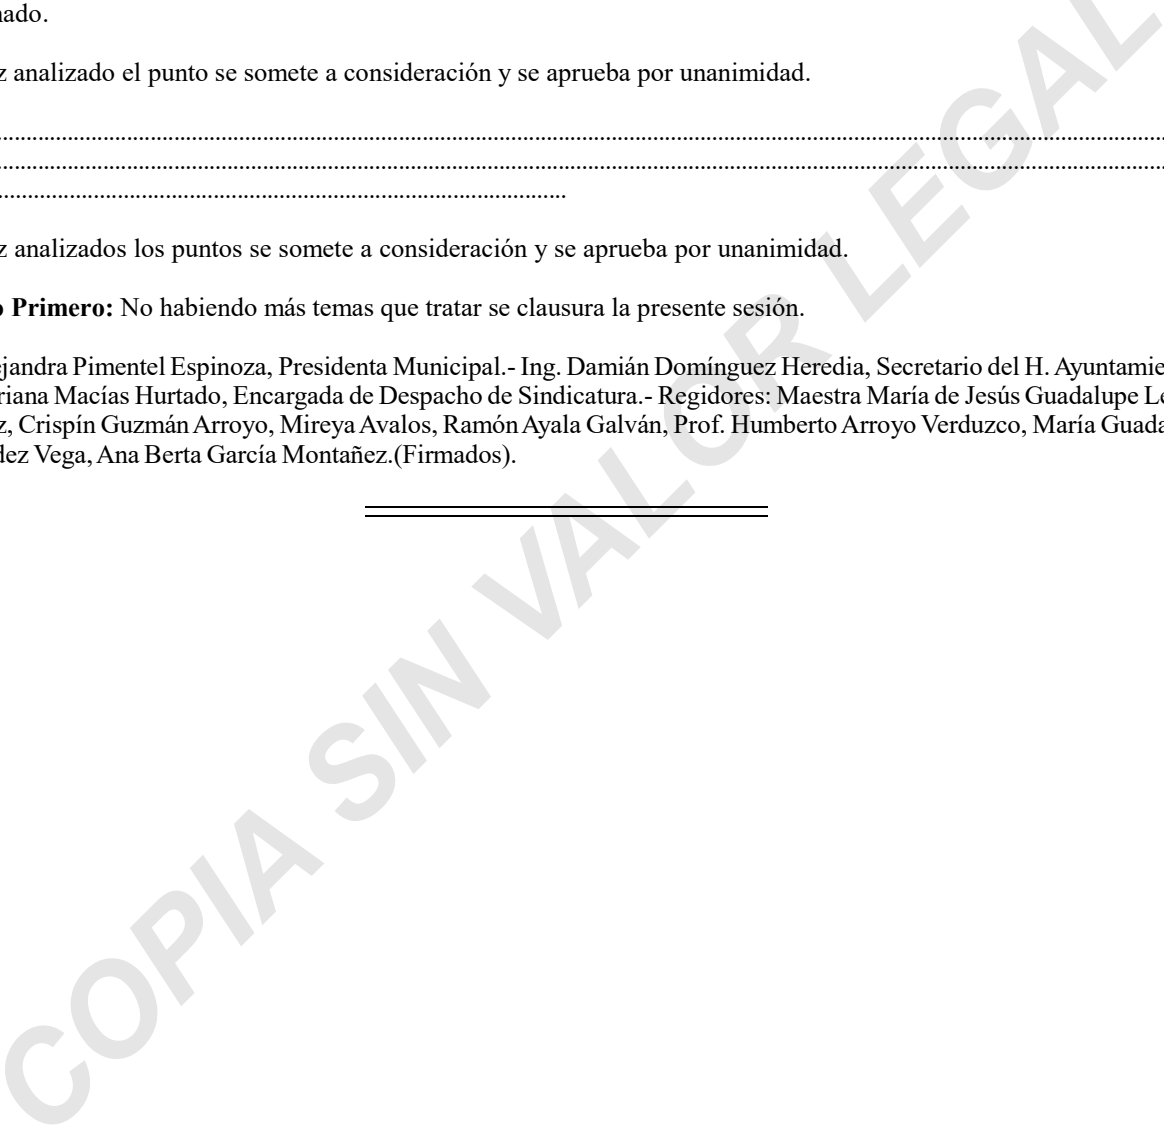 nado.
z analizado el punto se somete a consideración y se aprueba por unanimidad.
................................................................................................................................................................................................
................................................................................................................................................................................................
...............................................................................................
z analizados los puntos se somete a consideración y se aprueba por unanimidad.
o Primero: No habiendo más temas que tratar se clausura la presente sesión.
ejandra Pimentel Espinoza, Presidenta Municipal.- Ing. Damián Domínguez Heredia, Secretario del H. Ayuntamie
riana Macías Hurtado, Encargada de Despacho de Sindicatura.- Regidores: Maestra María de Jesús Guadalupe Le
z, Crispín Guzmán Arroyo, Mireya Avalos, Ramón Ayala Galván, Prof. Humberto Arroyo Verduzco, María Guada
dez Vega, Ana Berta García Montañez.(Firmados).
COPIA SIN VALOR LEGAL